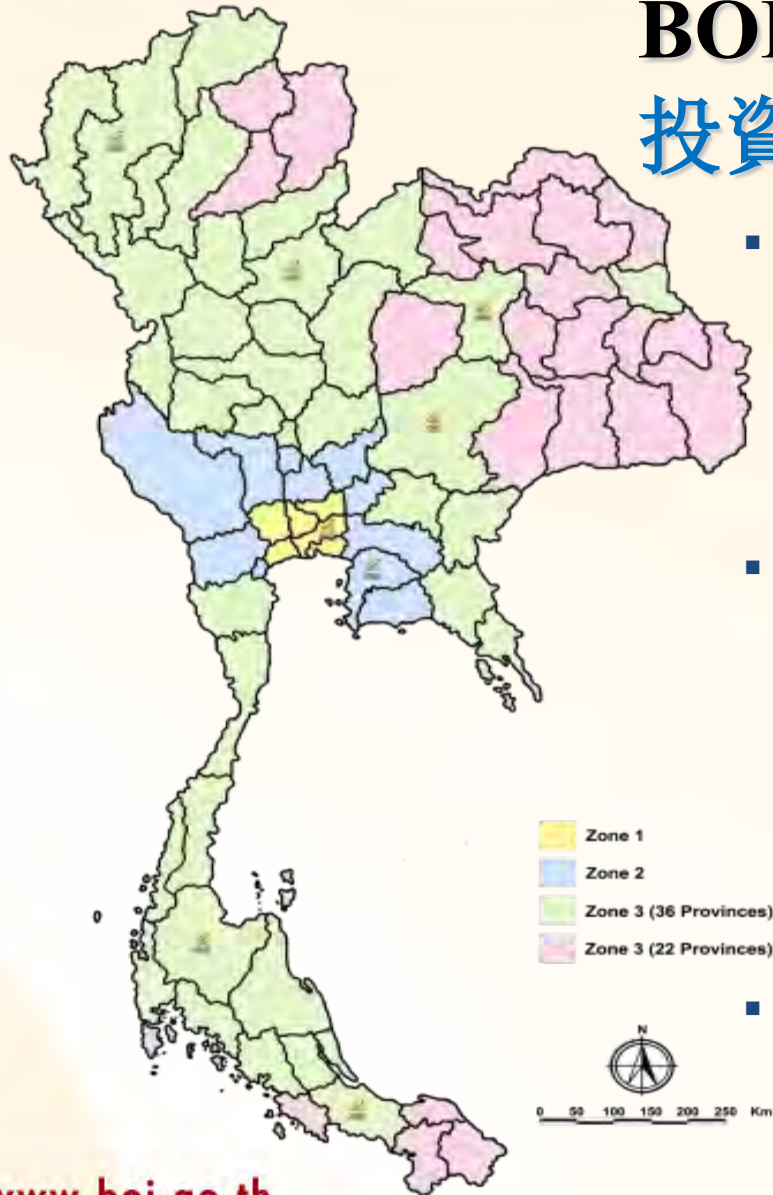 BOI
投資
Zone 1
Zone 2
Zone 3 (36 Provinces)
Zone 3 (22 Provinces)
N
0 50 100 150 200 250 Km
www.boi.go.th